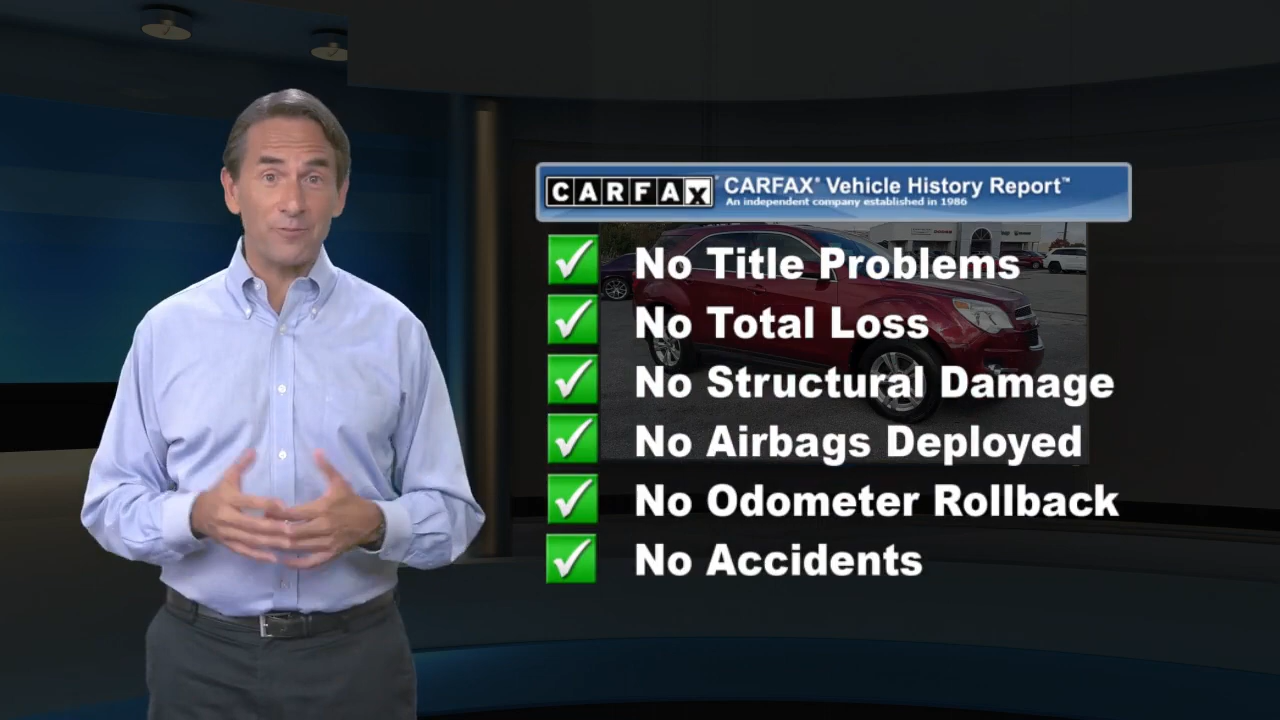 CARFAX® CARFAX® Vehicle History Report™
An independent company established in 1986
No Title Problems
No Total Loss
No Structural Damage
No Airbags Deployed
No Odometer Rollback
No Accidents